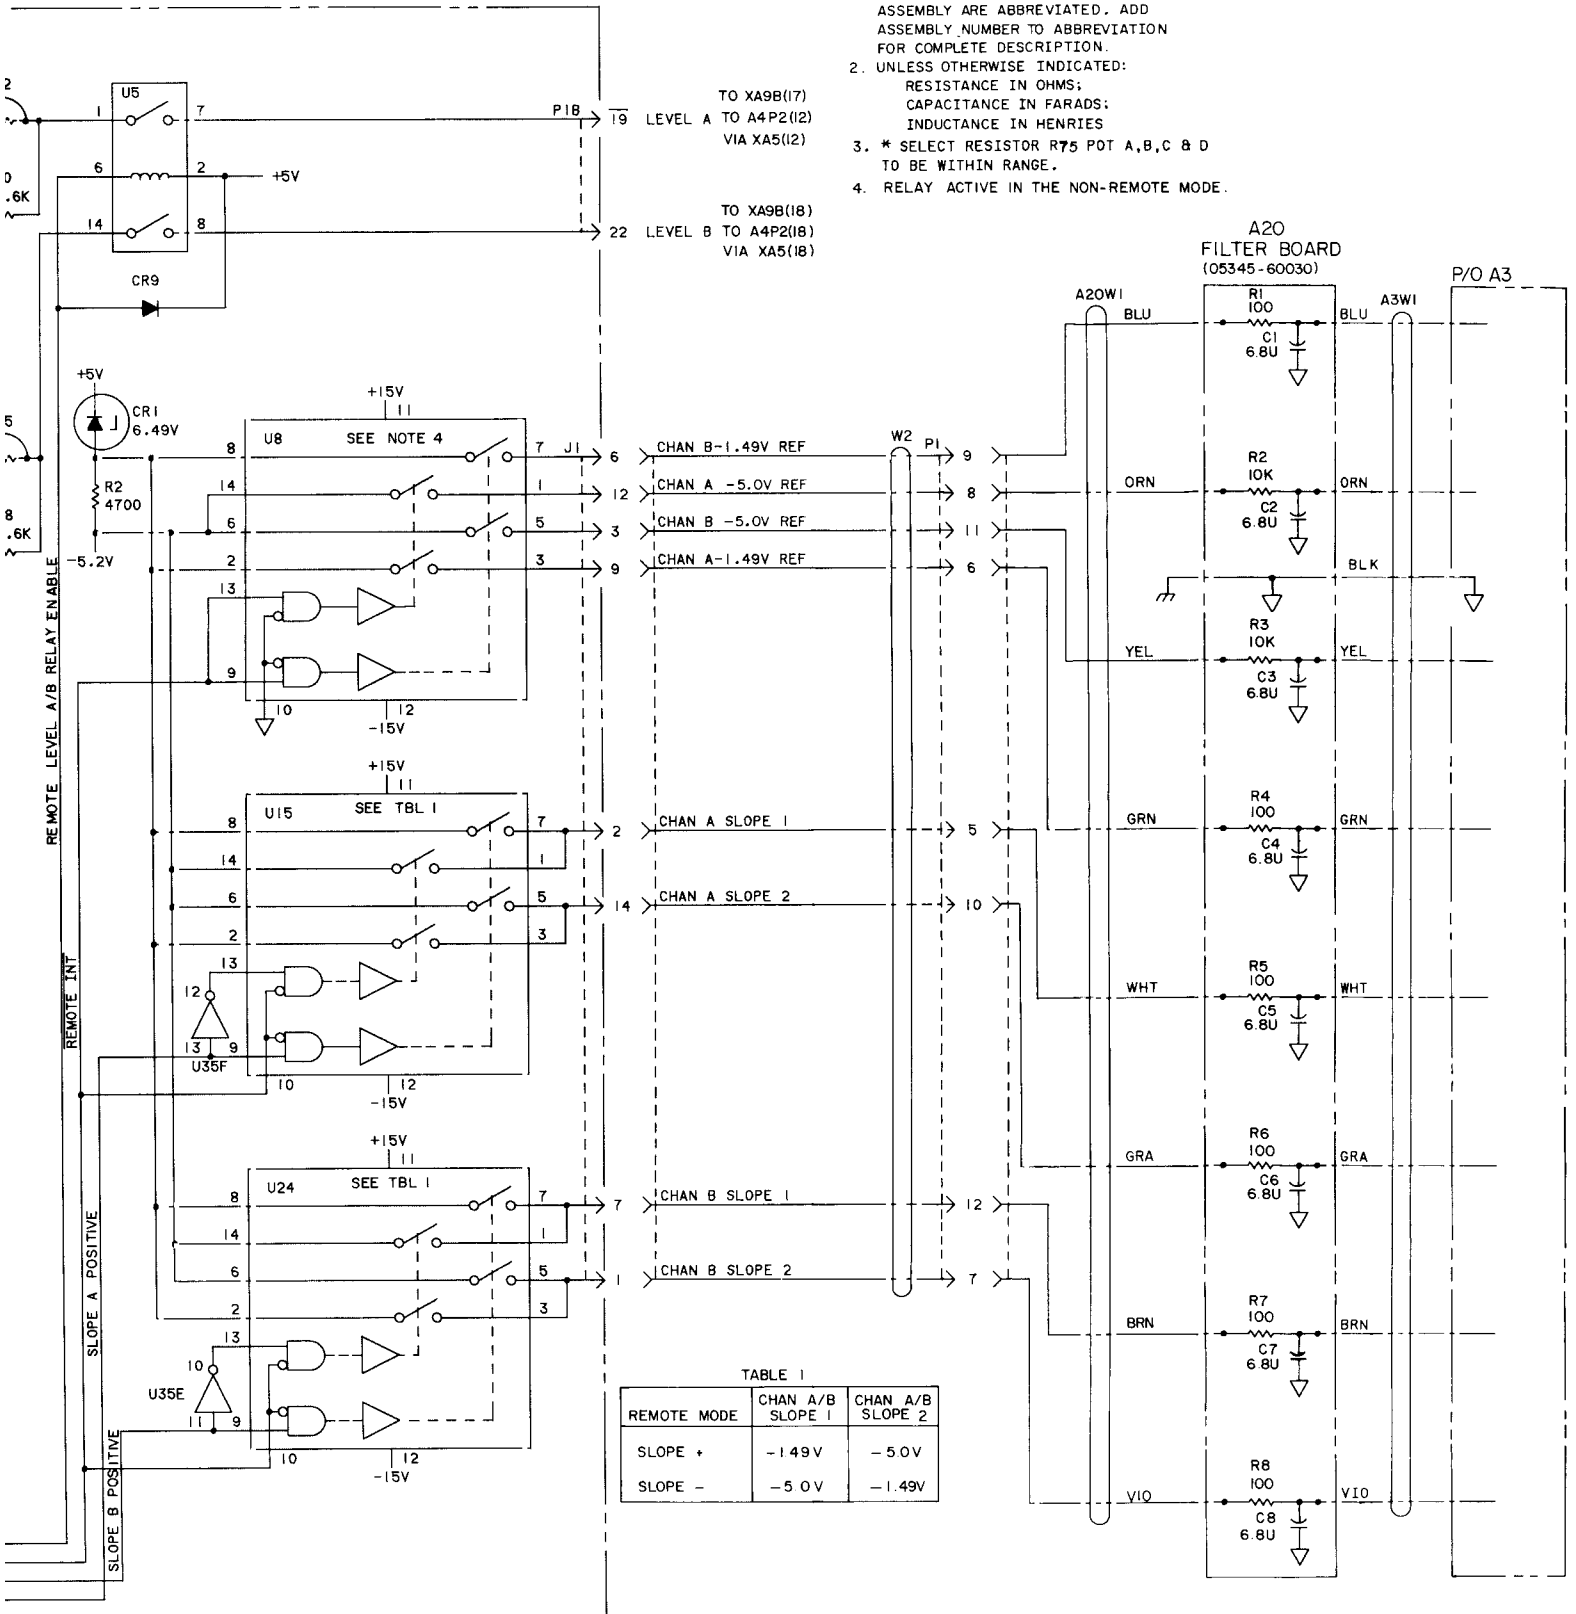 ASSEMBLY ARE ABBREVIATED. ADD
ASSEMBLY NUMBER TO ABBREVIATION
FOR COMPLETE DESCRIPTION.
2. UNLESS OTHERWISE INDICATED:
RESISTANCE IN OHMS;
CAPACITANCE IN FARADS;
INDUCTANCE IN HENRIES
3. * SELECT RESISTOR R75 POT A,B,C & D
TO BE WITHIN RANGE.
4. RELAY ACTIVE IN THE NON-REMOTE MODE.
2
U5
1 7
P1B 19 LEVEL A
TO XA9B(17)
TO A4P2(12)
VIA XA5(12)
6 2 +5V
0
.6K
14 8
22 LEVEL B
TO XA9B(18)
TO A4P2(18)
VIA XA5(18)
CR9
+5V
CR1
6.49V
5
R2
4700
8
.6K
-5.2V
REMOTE LEVEL A/B RELAY ENABLE
REMOTE INT
SLOPE A POSITIVE
SLOPE B POSITIVE
+15V
11
U8 SEE NOTE 4
8 7 J1 6 CHAN B-1.49V REF W2 P1 9
14 1 12 CHAN A -5.0V REF 8
6 5 3 CHAN B -5.0V REF 11
2 3 9 CHAN A-1.49V REF 6
13
9
10 12
-15V
+15V
11
U15 SEE TBL 1
8 7 2 CHAN A SLOPE 1 5
14 1
6 5 14 CHAN A SLOPE 2 10
2 3
13
12
13 9
U35F
10 12
-15V
+15V
11
U24 SEE TBL 1
8 7 7 CHAN B SLOPE 1 12
14 1
6 5 1 CHAN B SLOPE 2 7
2 3
13
10
U35E
11 9
10 12
-15V
TABLE 1
REMOTE MODE CHAN A/B SLOPE 1 CHAN A/B SLOPE 2
SLOPE + -1.49V -5.0V
SLOPE - -5.0V -1.49V
A20
FILTER BOARD
(05345-60030)
P/O A3
A20W1
A3W1
BLU R1 100 BLU
C1
6.8U
ORN R2 10K ORN
C2
6.8U
BLK
YEL R3 10K YEL
C3
6.8U
GRN R4 100 GRN
C4
6.8U
WHT R5 100 WHT
C5
6.8U
GRA R6 100 GRA
C6
6.8U
BRN R7 100 BRN
C7
6.8U
VIO R8 100 VIO
C8
6.8U